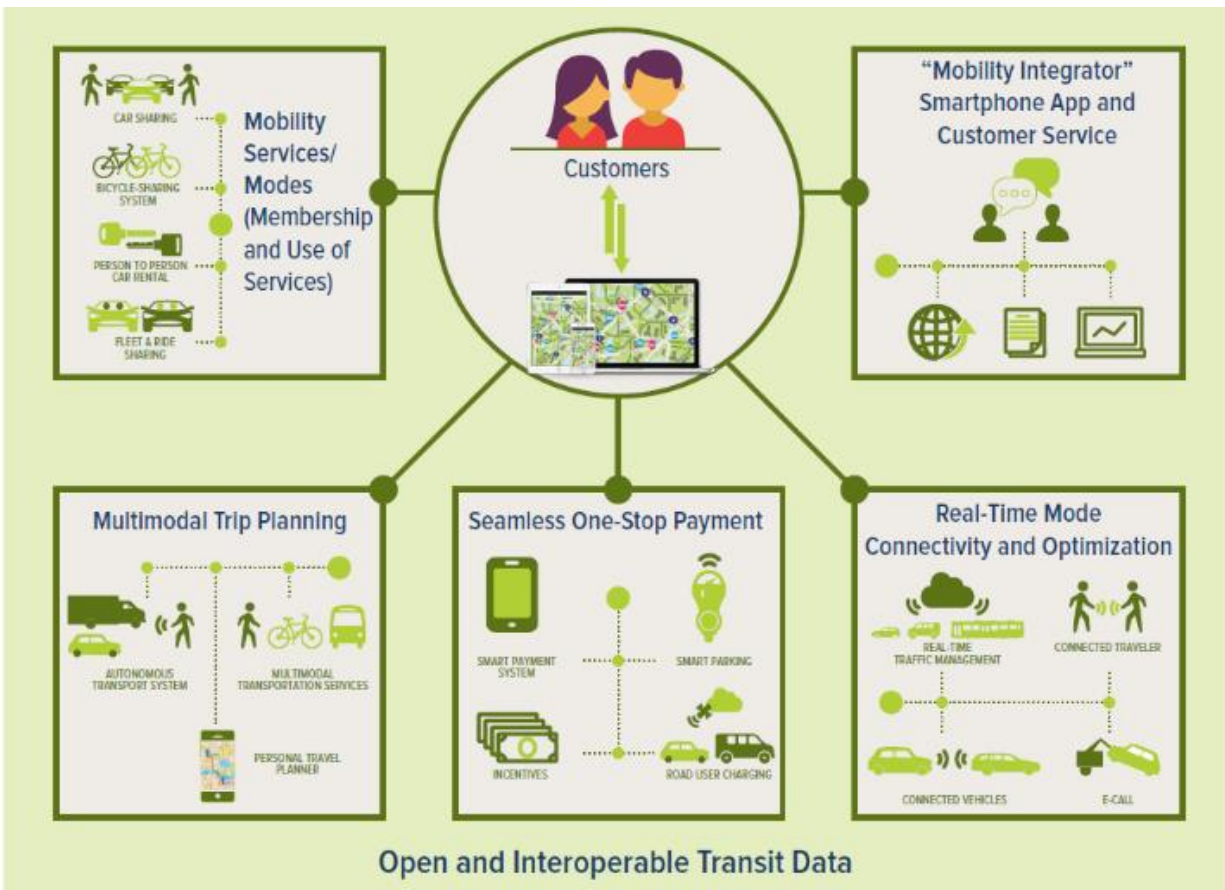 CAR SHARING
BICYCLE-SHARING
SYSTEM
PERSON TO PERSON
CAR RENTAL
FLEET & RIDE
SHARING
Mobility
Services/
Modes
(Membership
and Use of
Services)
Customers
“Mobility Integrator”
Smartphone App and
Customer Service
Multimodal Trip Planning
AUTONOMOUS
TRANSPORT SYSTEM
MULTIMODAL
TRANSPORTATION SERVICES
PERSONAL TRAVEL
PLANNER
Seamless One-Stop Payment
SMART PAYMENT
SYSTEM
SMART PARKING
INCENTIVES
ROAD USER CHARGING
Real-Time Mode
Connectivity and Optimization
REAL-TIME
TRAFFIC MANAGEMENT
CONNECTED TRAVELER
CONNECTED VEHICLES
E-CALL
Open and Interoperable Transit Data